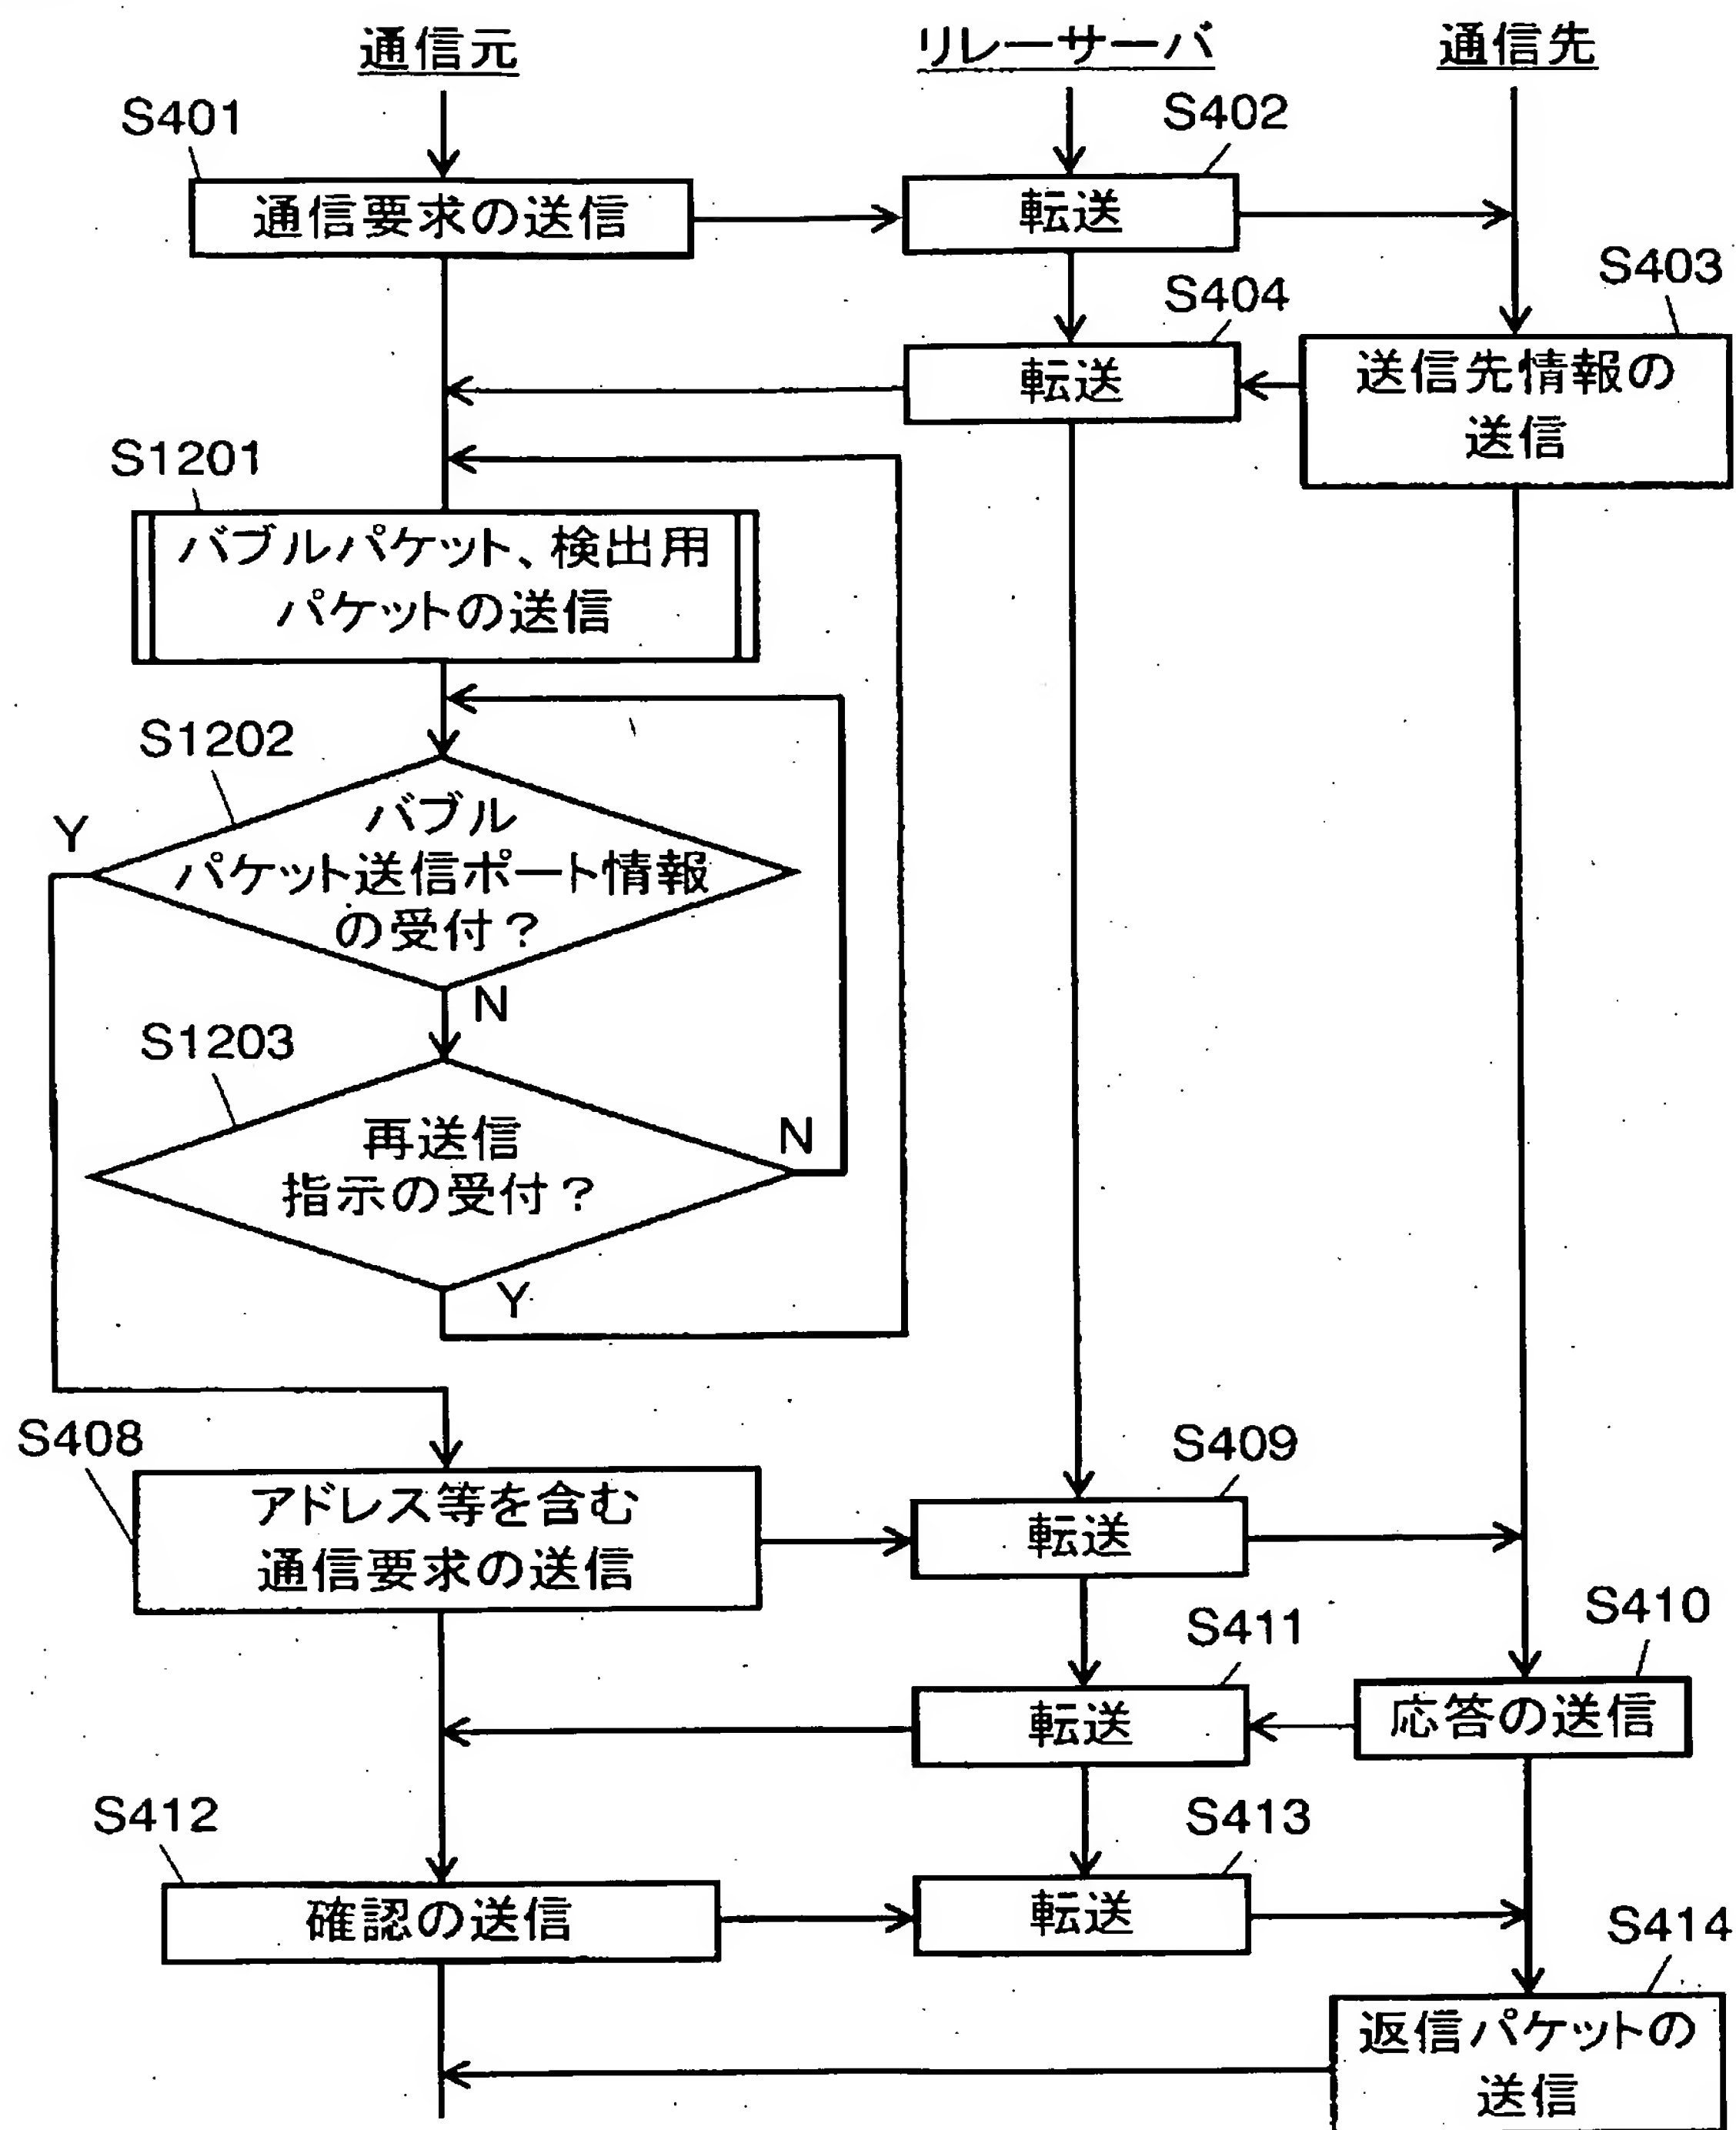 通信元
リレーサーバ
通信先
S401
S402
通信要求の送信
転送
S403
S404
転送
送信先情報の
送信
S1201
バブルパケット、検出用
パケットの送信
S1202
Y
バブル
パケット送信ポート情報
の受付？
N
S1203
再送信
指示の受付？
N
Y
S408
アドレス等を含む
通信要求の送信
S409
転送
S410
S411
転送
応答の送信
S412
確認の送信
S413
転送
S414
返信パケットの
送信